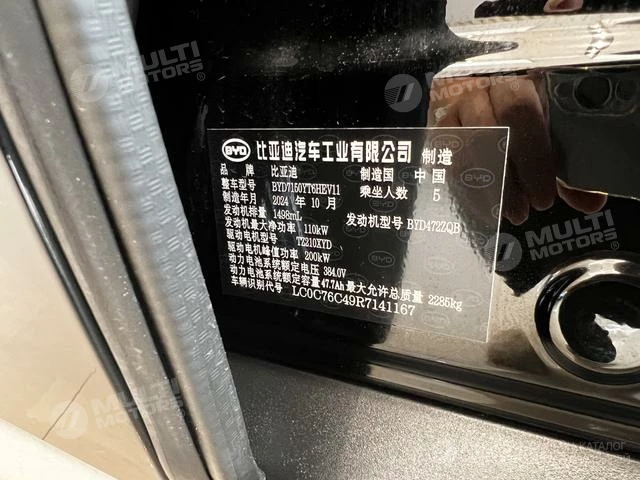 MULTI MOTORS®
MULTI MOTORS
BYD 比亚迪汽车工业有限公司 制造
品 牌 比亚迪 制造国 中 国
整车型号 BYD7150YT6HEV11 乘坐人数 5
制造年月 2024 年 10 月
发动机排量 1498mL 发动机型号 BYD472ZQB
发动机最大净功率 110kW
驱动电机型号 TZ210XYD
驱动电机峰值功率 200kW
动力电池系统额定电压 384.0V
动力电池系统额定容量 47.7Ah 最大允许总质量 2285kg
车辆识别代号 LC0C76C49R7141167
MULTI MOTORS
MULTI MOTORS
MULTI MOTORS
КАТАЛОГ